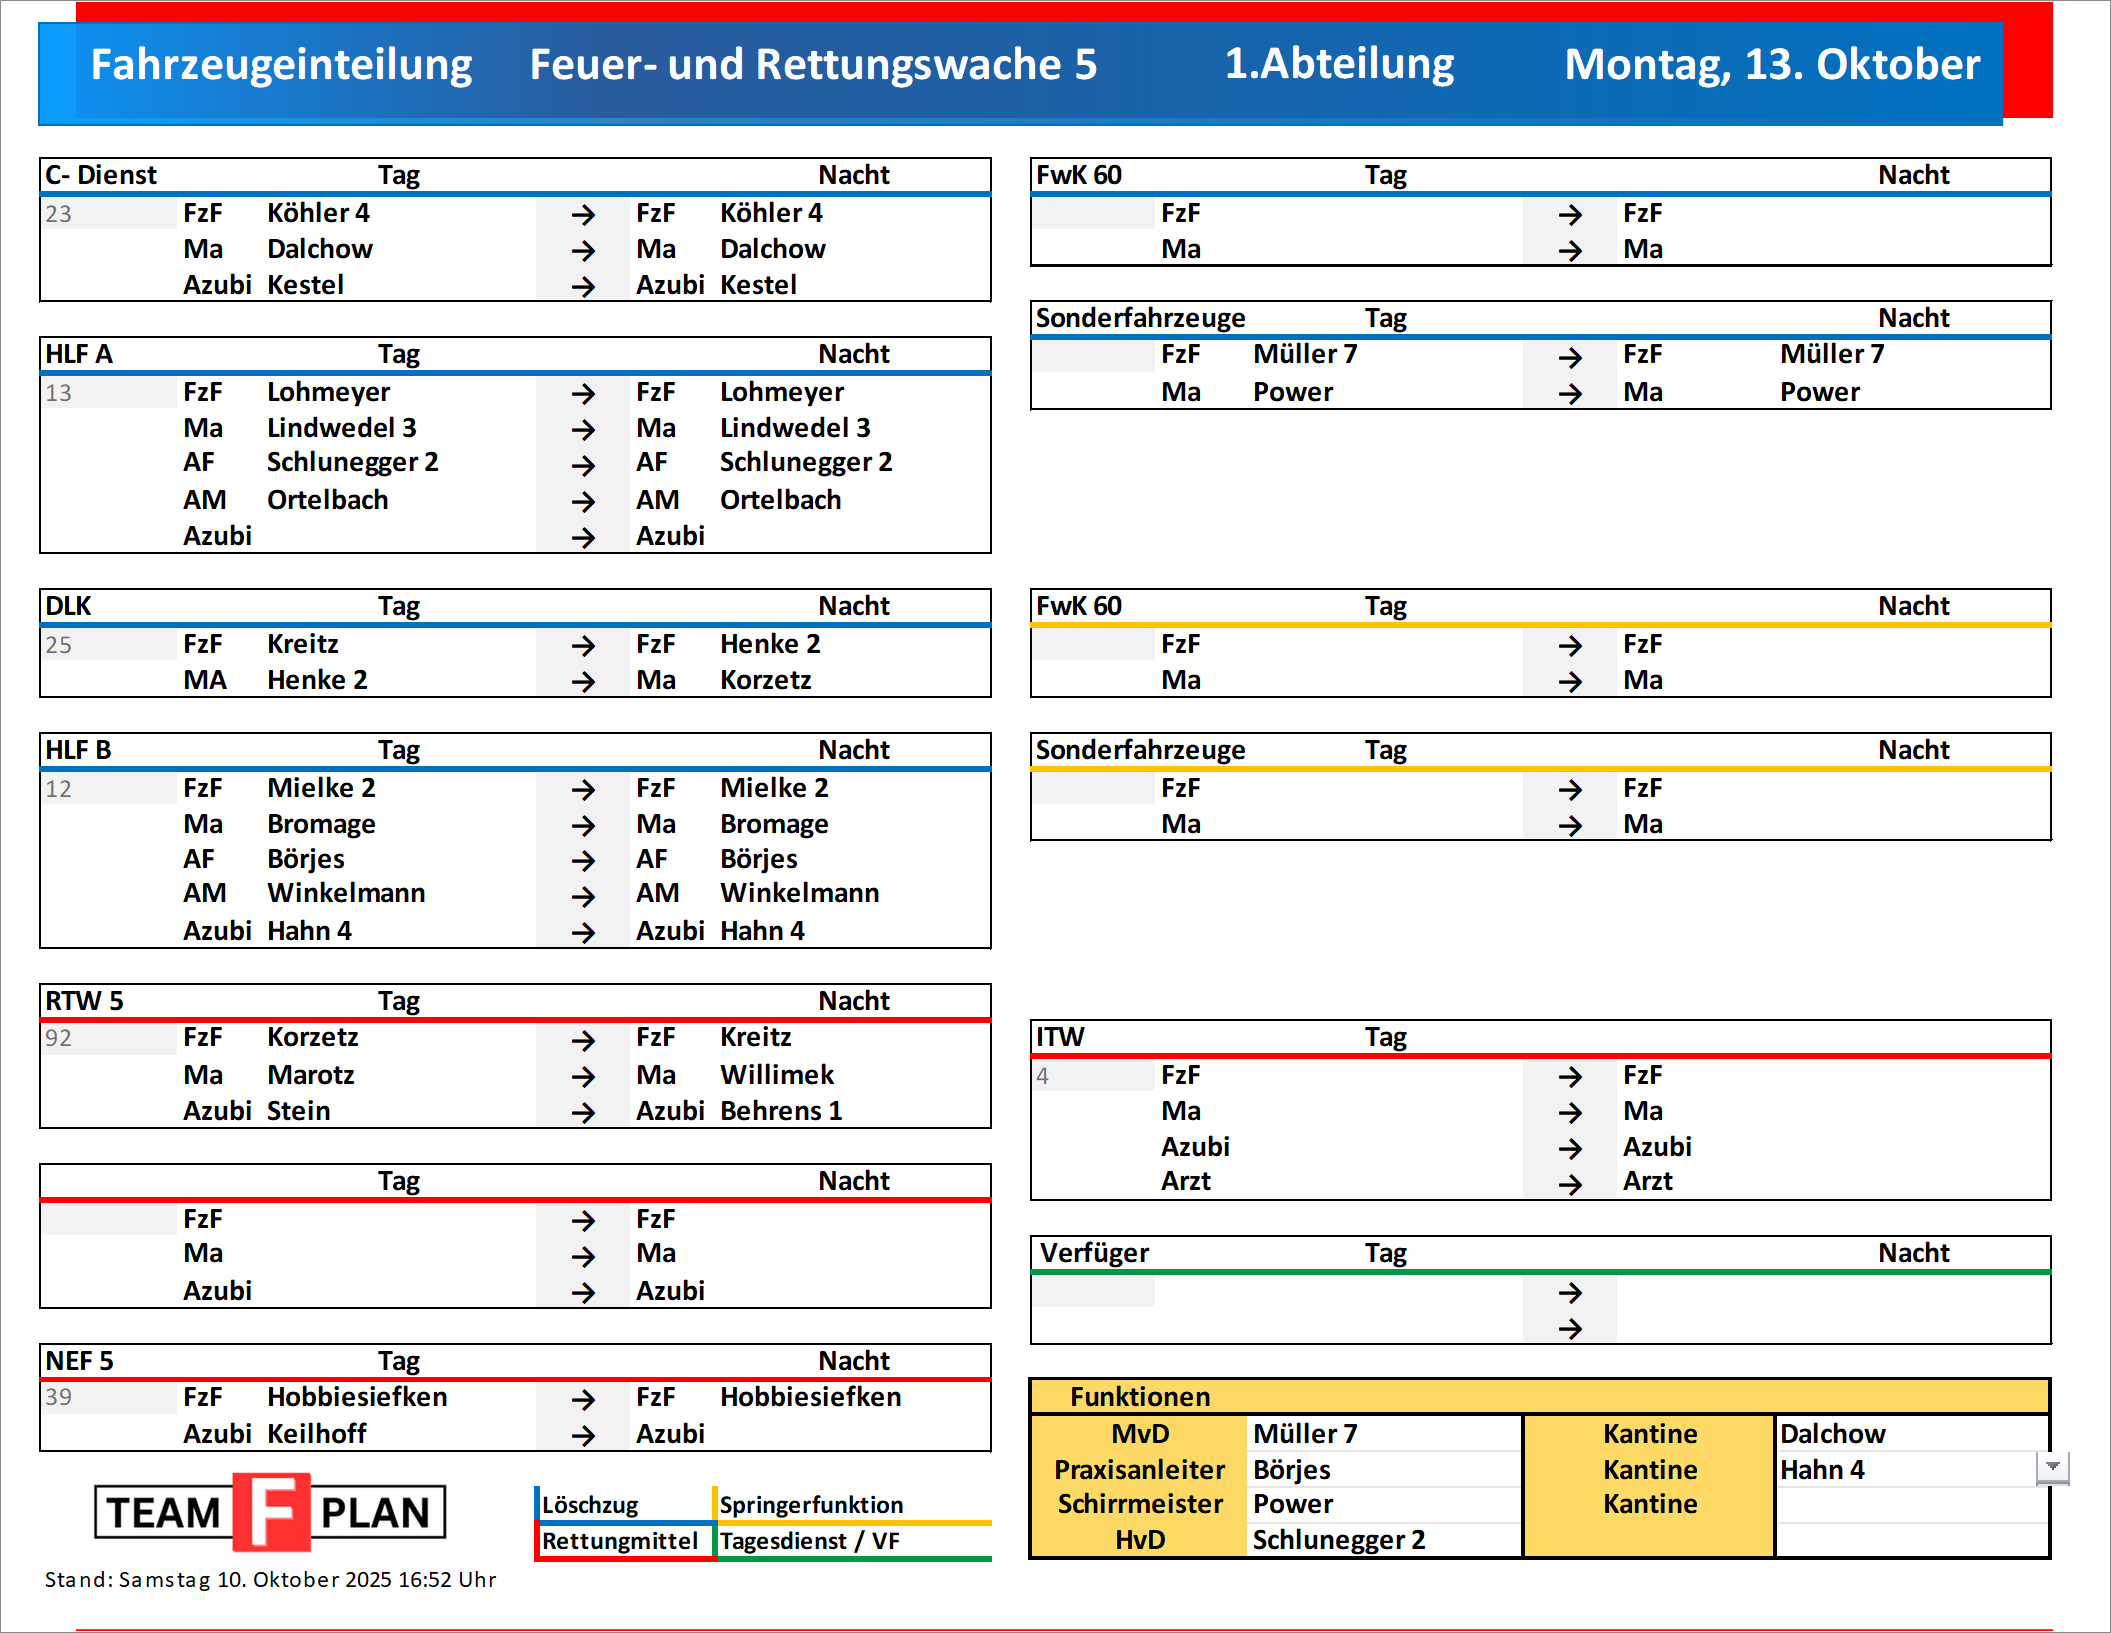 Fahrzeugeinteilung Feuer- und Rettungswache 5 1.Abteilung Montag, 13. Oktober
C- Dienst Tag Nacht
23 FzF Köhler 4 → FzF Köhler 4
Ma Dalchow → Ma Dalchow
Azubi Kestel → Azubi Kestel
HLF A Tag Nacht
13 FzF Lohmeyer → FzF Lohmeyer
Ma Lindwedel 3 → Ma Lindwedel 3
AF Schlunegger 2 → AF Schlunegger 2
AM Ortelbach → AM Ortelbach
Azubi → Azubi
DLK Tag Nacht
25 FzF Kreitz → FzF Henke 2
MA Henke 2 → Ma Korzetz
HLF B Tag Nacht
12 FzF Mielke 2 → FzF Mielke 2
Ma Bromage → Ma Bromage
AF Börjes → AF Börjes
AM Winkelmann → AM Winkelmann
Azubi Hahn 4 → Azubi Hahn 4
RTW 5 Tag Nacht
92 FzF Korzetz → FzF Kreitz
Ma Marotz → Ma Willimek
Azubi Stein → Azubi Behrens 1
Tag Nacht
FzF → FzF
Ma → Ma
Azubi → Azubi
NEF 5 Tag Nacht
39 FzF Hobbiesiefken → FzF Hobbiesiefken
Azubi Keilhoff → Azubi
TEAM F PLAN
Löschzug Springerfunktion
Rettungmittel Tagesdienst / VF
Stand: Samstag 10. Oktober 2025 16:52 Uhr
FwK 60 Tag Nacht
FzF → FzF
Ma → Ma
Sonderfahrzeuge Tag Nacht
FzF Müller 7 → FzF Müller 7
Ma Power → Ma Power
FwK 60 Tag Nacht
FzF → FzF
Ma → Ma
Sonderfahrzeuge Tag Nacht
FzF → FzF
Ma → Ma
ITW Tag
4 FzF → FzF
Ma → Ma
Azubi → Azubi
Arzt → Arzt
Verfüger Tag Nacht
→
→
Funktionen
MvD Müller 7 Kantine Dalchow
Praxisanleiter Börjes Kantine Hahn 4
Schirrmeister Power Kantine
HvD Schlunegger 2